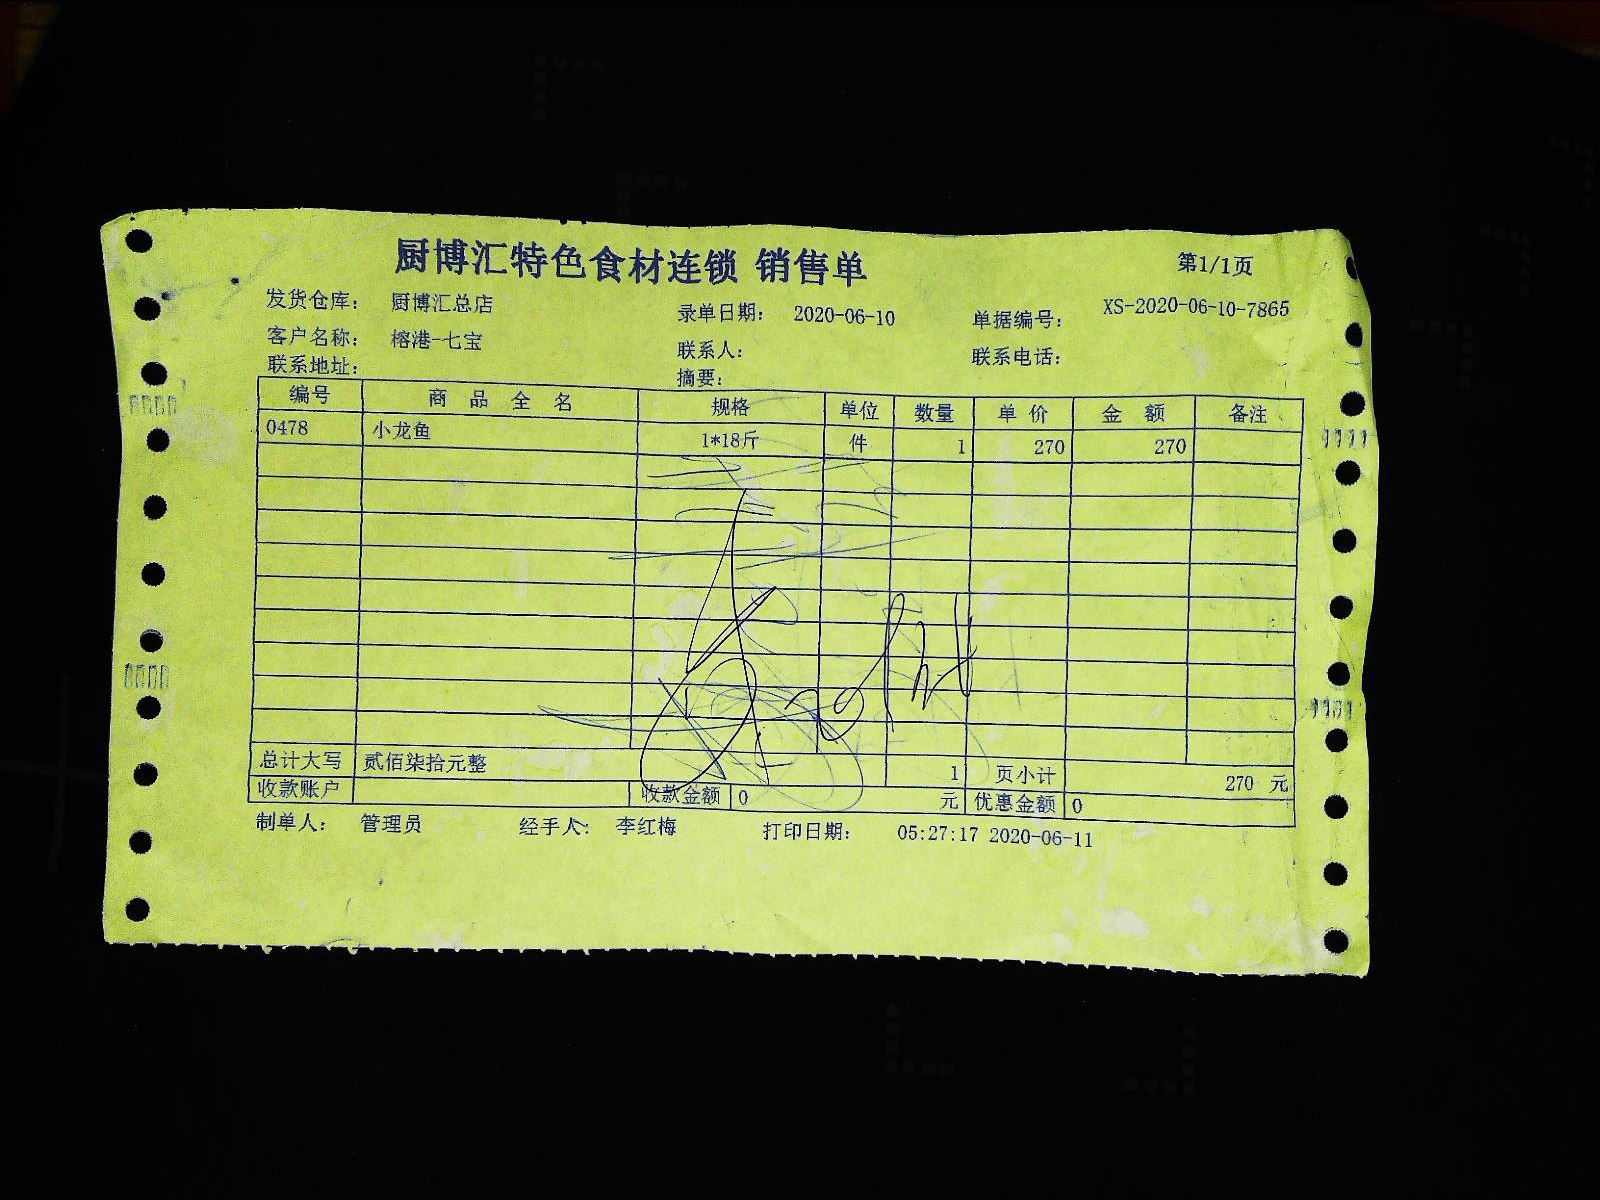 厨博汇特色食材连锁 销售单
第1/1页
发货仓库： 厨博汇总店 录单日期： 2020-06-10 单据编号： XS-2020-06-10-7865
客户名称： 榕港-七宝 联系人： 联系电话：
联系地址： 摘要：
编号 商 品 全 名 规格 单位 数量 单 价 金 额 备注
0478 小龙鱼 1*18斤 件 1 270 270
总计大写 贰佰柒拾元整 1 页小计 270 元
收款账户 收款金额 0 元 优惠金额 0
制单人： 管理员 经手人： 李红梅 打印日期： 05:27:17 2020-06-11